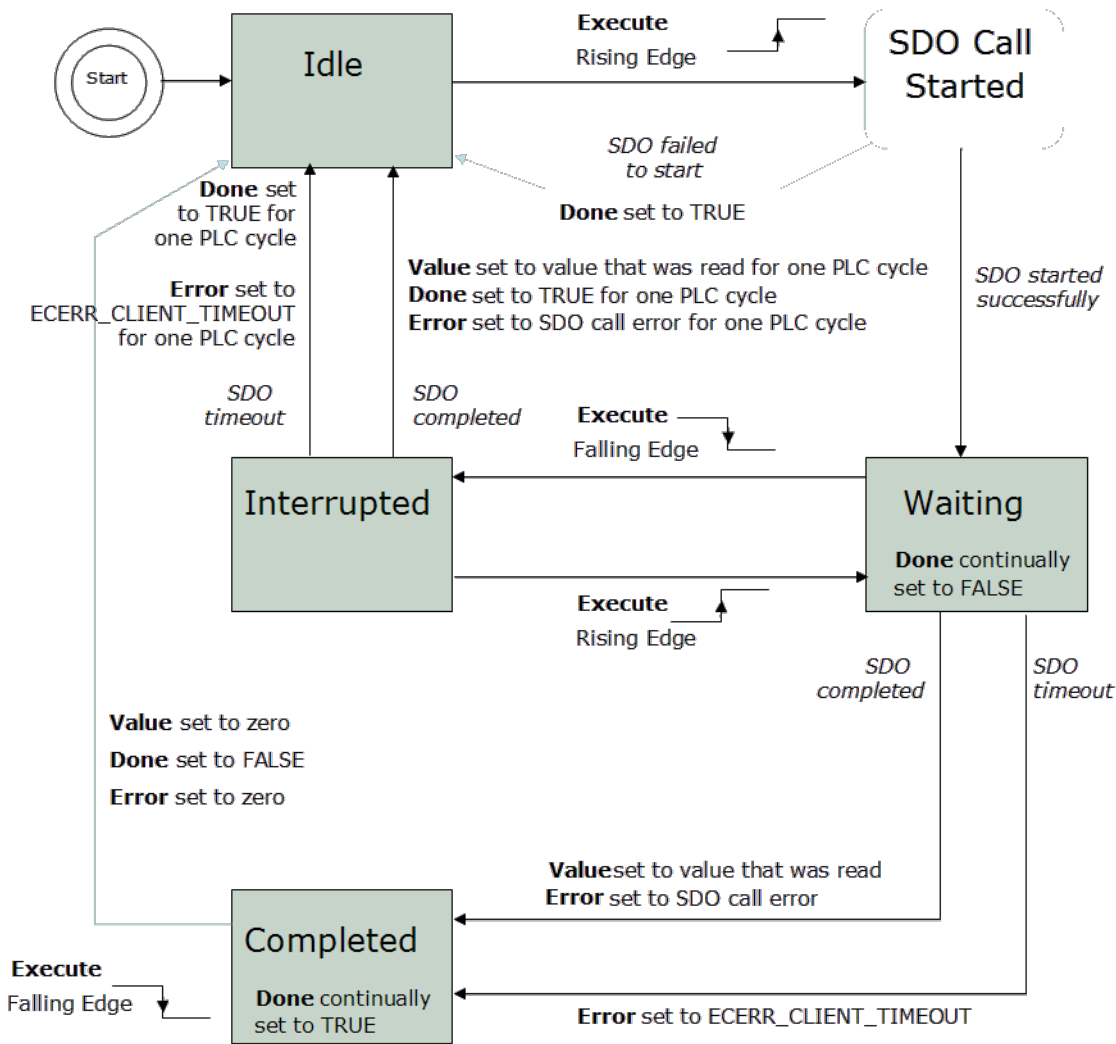 Execute
Rising Edge
SDO Call
Started
Start
Idle
SDO failed
to start
Done set to TRUE
Done set
to TRUE for
one PLC cycle
Error set to
ECERR_CLIENT_TIMEOUT
for one PLC cycle
Value set to value that was read for one PLC cycle
Done set to TRUE for one PLC cycle
Error set to SDO call error for one PLC cycle
SDO started
successfully
SDO
timeout
SDO
completed
Execute
Falling Edge
Interrupted
Waiting
Done continually
set to FALSE
Execute
Rising Edge
SDO
completed
SDO
timeout
Value set to zero
Done set to FALSE
Error set to zero
Valueset to value that was read
Error set to SDO call error
Completed
Done continually
set to TRUE
Execute
Falling Edge
Error set to ECERR_CLIENT_TIMEOUT